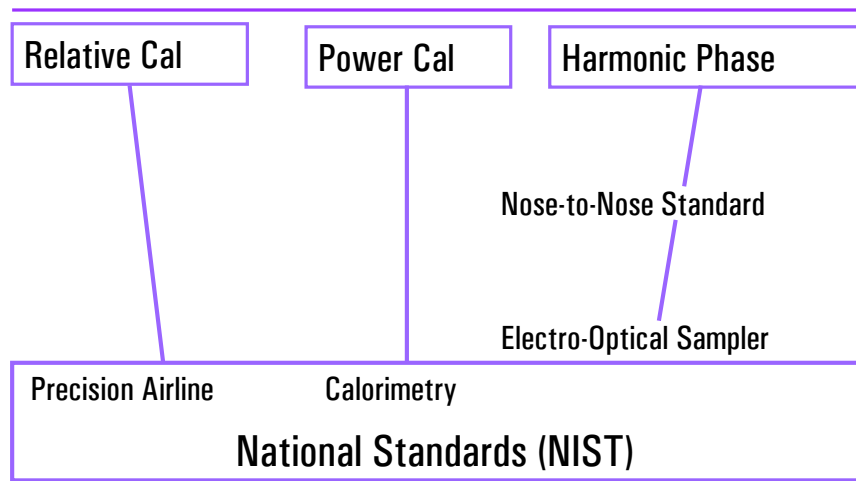 Relative Cal
Power Cal
Harmonic Phase
Nose-to-Nose Standard
Electro-Optical Sampler
Precision Airline
Calorimetry
National Standards (NIST)